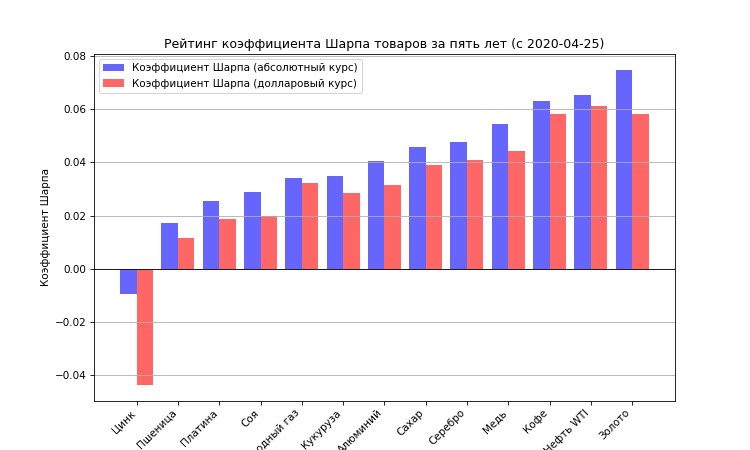 Рейтинг коэффициента Шарпа товаров за пять лет (с 2020-04-25)
Коэффициент Шарпа (абсолютный курс)
Коэффициент Шарпа (долларовый курс)
Коэффициент Шарпа
0.08
0.06
0.04
0.02
0.00
−0.02
−0.04
Цинк
Пшеница
Платина
Соя
одный газ
Кукуруза
Алюминий
Сахар
Серебро
Медь
Кофе
Нефть WTI
Золото